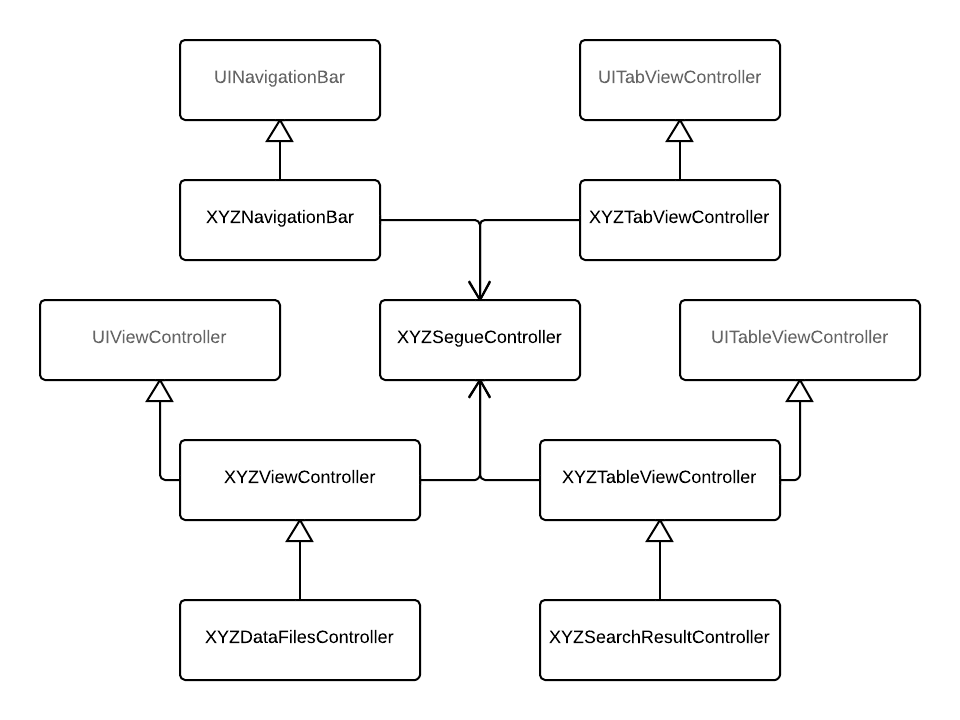 UINavigationBar
UITabViewController
XYZNavigationBar
XYZTabViewController
UIViewController
XYZSegueController
UITableViewController
XYZViewController
XYZTableViewController
XYZDataFilesController
XYZSearchResultController